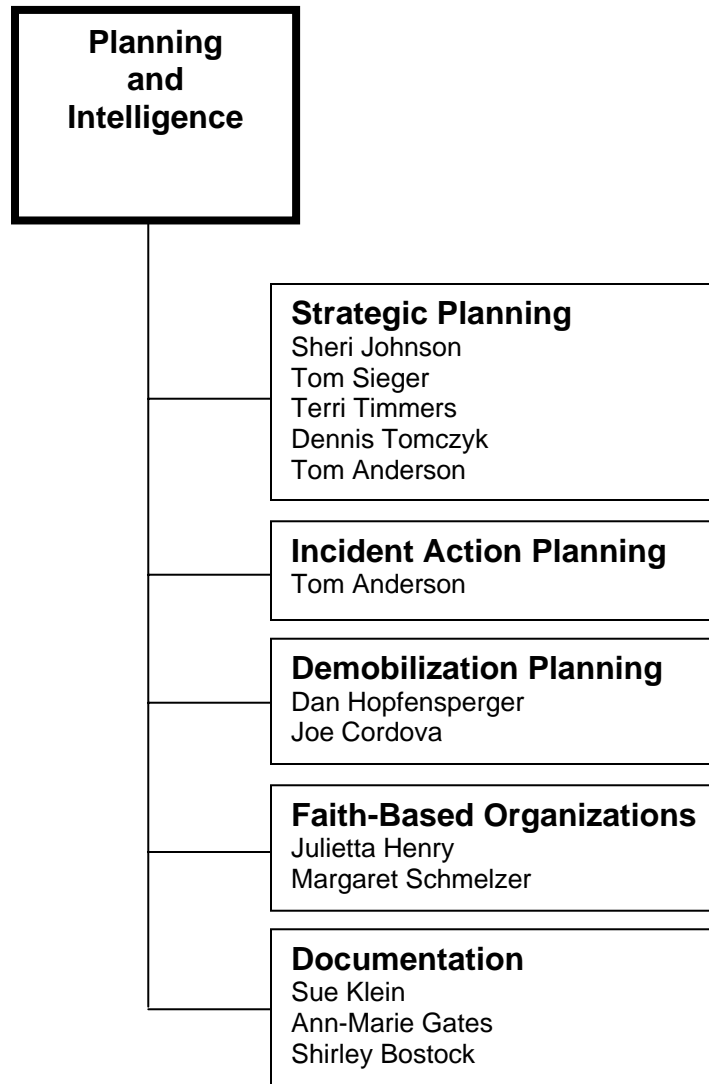 Planning
and
Intelligence
Strategic Planning
Sheri Johnson
Tom Sieger
Terri Timmers
Dennis Tomczyk
Tom Anderson
Incident Action Planning
Tom Anderson
Demobilization Planning
Dan Hopfensperger
Joe Cordova
Faith-Based Organizations
Julietta Henry
Margaret Schmelzer
Documentation
Sue Klein
Ann-Marie Gates
Shirley Bostock